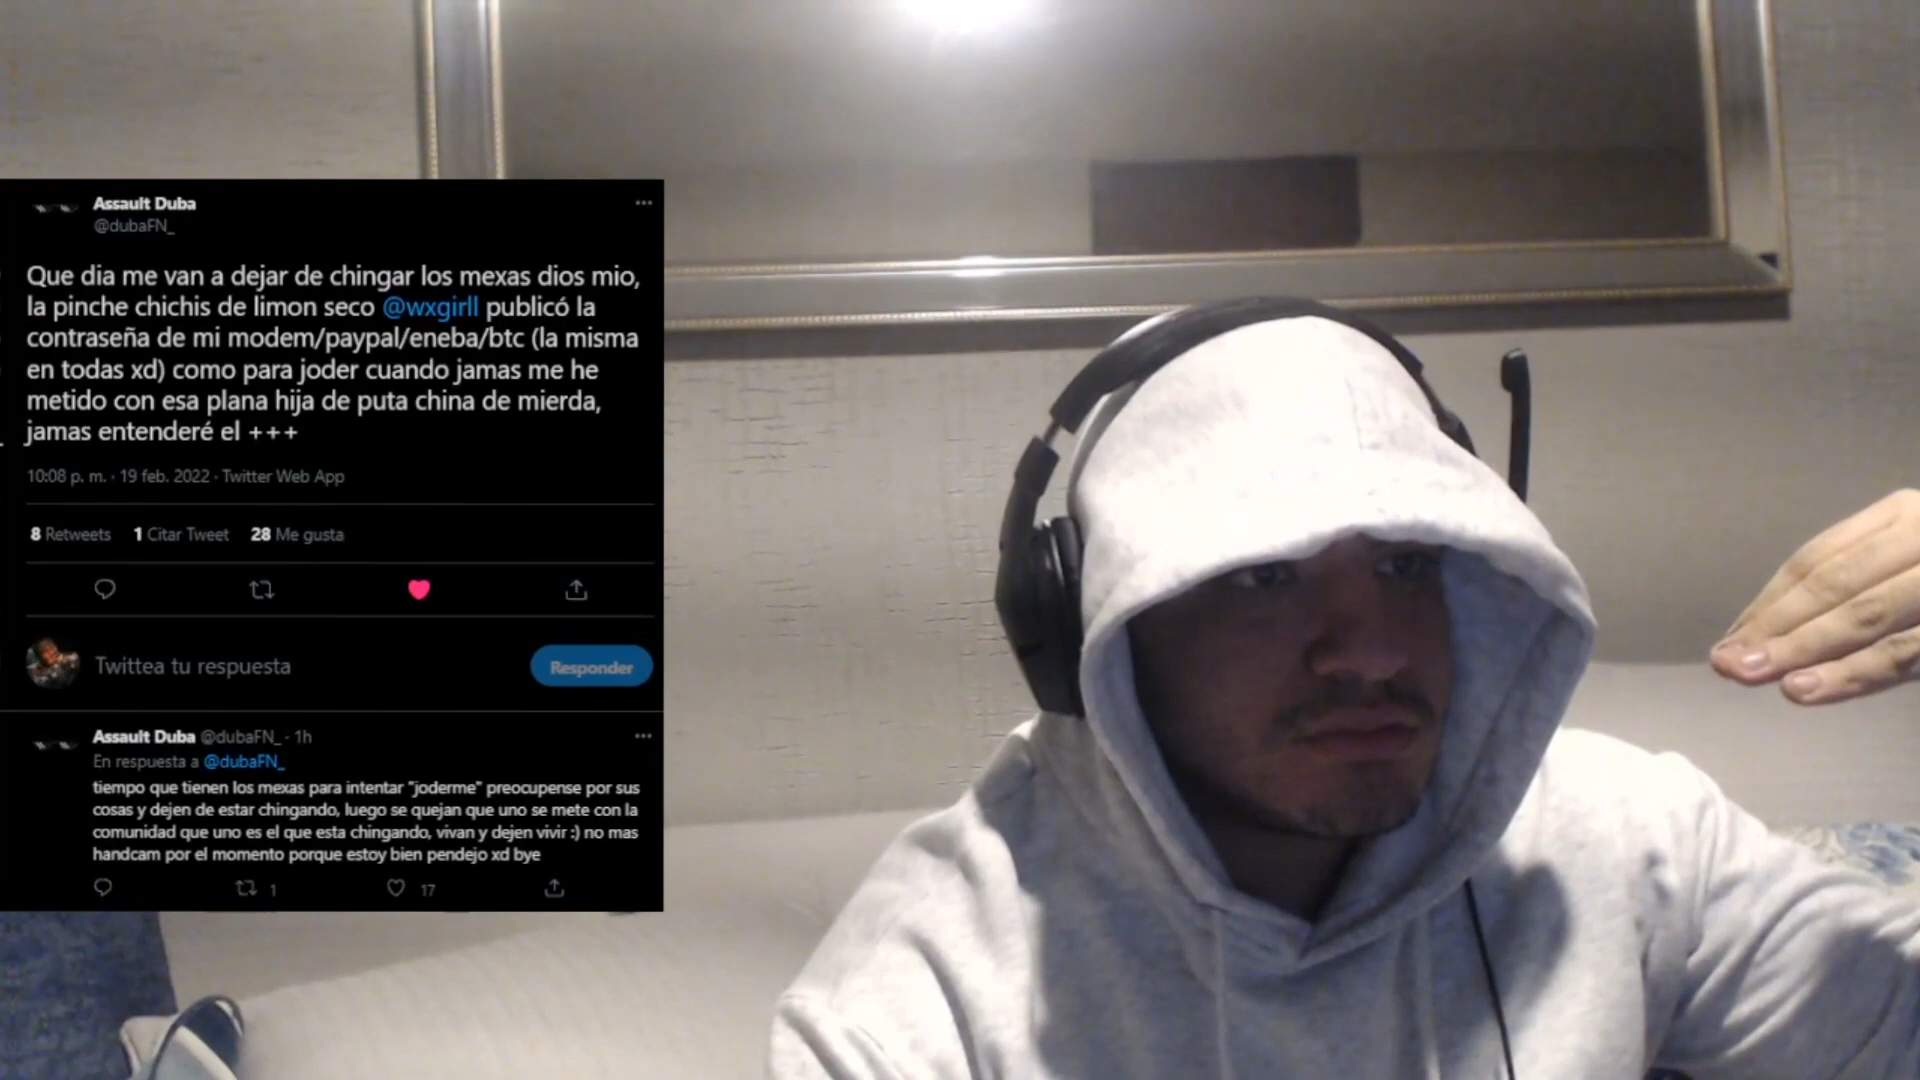 Assault Duba
@dubaFN_
Que dia me van a dejar de chingar los mexas dios mio,
la pinche chichis de limon seco @wxgirll publicó la
contraseña de mi modem/paypal/eneba/btc (la misma
en todas xd) como para joder cuando jamas me he
metido con esa plana hija de puta china de mierda,
jamas entenderé el +++
10:08 p. m. · 19 feb. 2022 · Twitter Web App
8 Retweets 1 Citar Tweet 28 Me gusta
Twittea tu respuesta
Responder
Assault Duba @dubaFN_ · 1h
En respuesta a @dubaFN_
tiempo que tienen los mexas para intentar "joderme" preocupense por sus
cosas y dejen de estar chingando, luego se quejan que uno se mete con la
comunidad que uno es el que esta chingando, vivan y dejen vivir :) no mas
handcam por el momento porque estoy bien pendejo xd bye
1 17